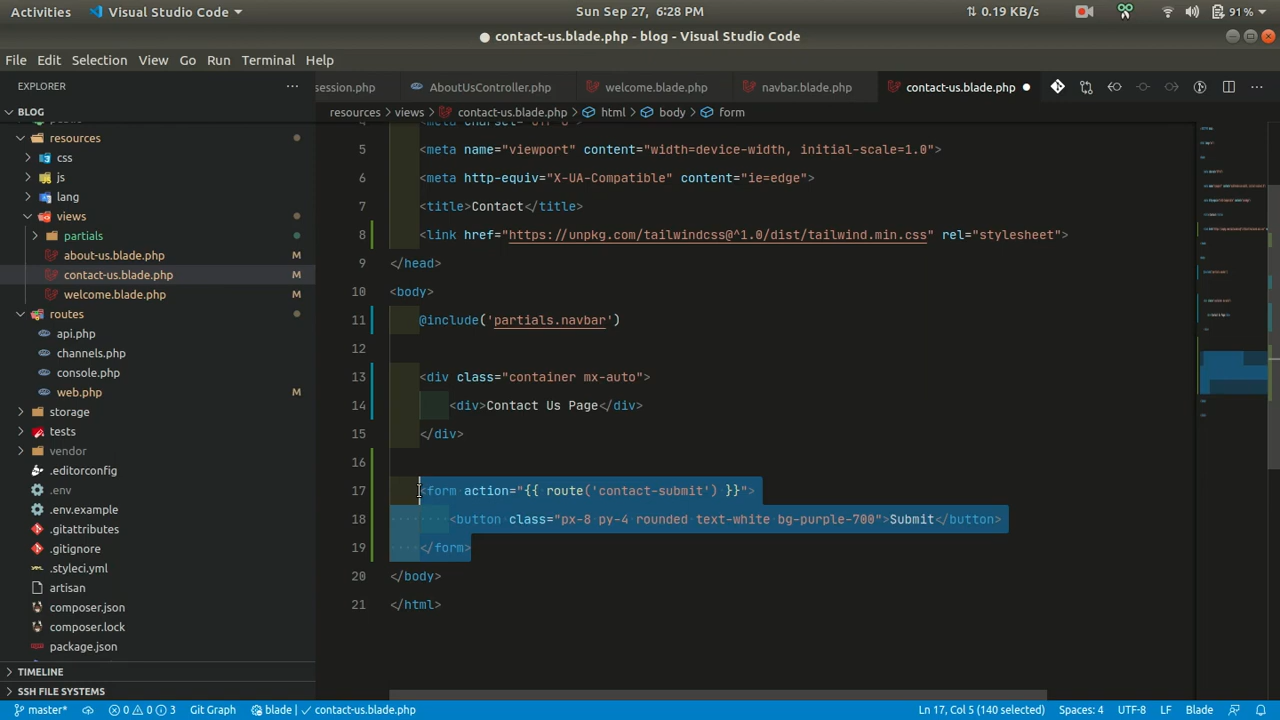 Activities
Visual Studio Code
Sun Sep 27, 6:28 PM
0.19 KB/s
91 %
● contact-us.blade.php - blog - Visual Studio Code
File Edit Selection View Go Run Terminal Help
EXPLORER
session.php
AboutUsController.php
welcome.blade.php
navbar.blade.php
contact-us.blade.php
BLOG
resources > views > contact-us.blade.php > html > body > form
resources
css
js
lang
views
partials
about-us.blade.php M
contact-us.blade.php M
welcome.blade.php M
routes
api.php
channels.php
console.php
web.php M
storage
tests
vendor
.editorconfig
.env
.env.example
.gitattributes
.gitignore
.styleci.yml
artisan
composer.json
composer.lock
package.json
TIMELINE
SSH FILE SYSTEMS
5 <meta name="viewport" content="width=device-width, initial-scale=1.0">
6 <meta http-equiv="X-UA-Compatible" content="ie=edge">
7 <title>Contact</title>
8 <link href="https://unpkg.com/tailwindcss@^1.0/dist/tailwind.min.css" rel="stylesheet">
9 </head>
10 <body>
11 @include('partials.navbar')
12
13 <div class="container mx-auto">
14 <div>Contact Us Page</div>
15 </div>
16
17 <form action="{{ route('contact-submit') }}">
18 <button class="px-8 py-4 rounded text-white bg-purple-700">Submit</button>
19 </form>
20 </body>
21 </html>
master*
0 0 3
Git Graph
blade
contact-us.blade.php
Ln 17, Col 5 (140 selected)
Spaces: 4
UTF-8
LF
Blade